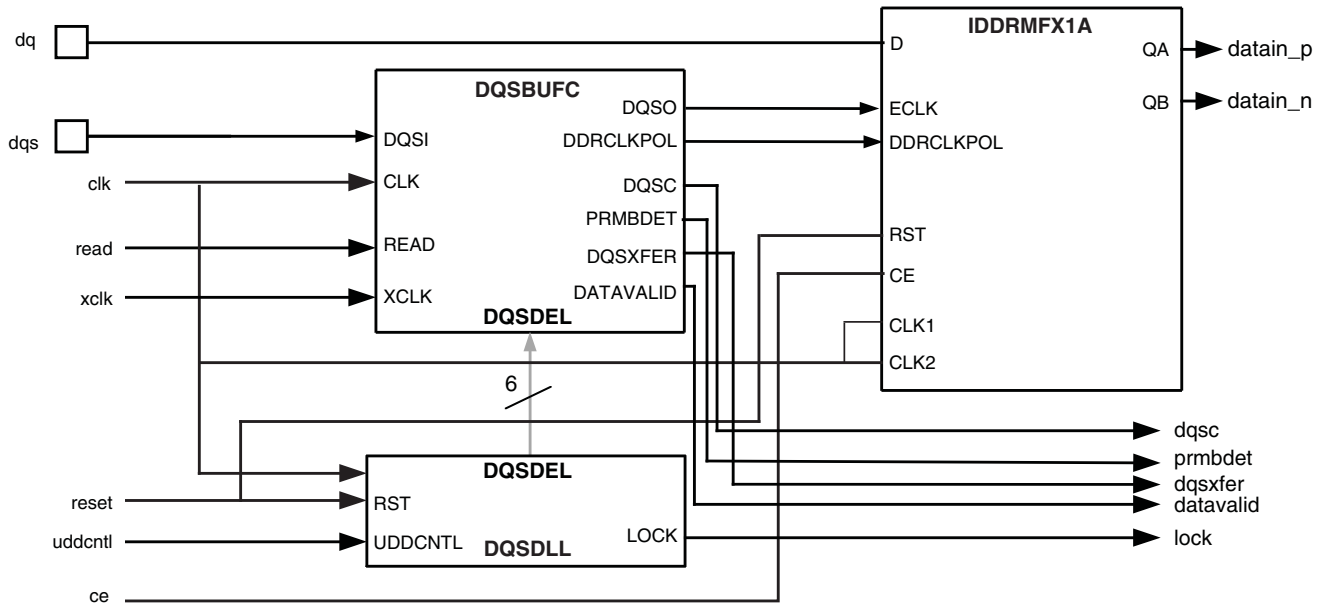 dq
dqs
clk
read
xclk
DQSBUFC
DQSI
CLK
READ
XCLK
DQSO
DDRCLKPOL
DQSC
PRMBDET
DQSXFER
DATAVALID
DQSDEL
6
IDDRMFX1A
D
ECLK
DDRCLKPOL
RST
CE
CLK1
CLK2
QA
QB
datain_p
datain_n
reset
uddcntl
ce
DQSDEL
RST
UDDCNTL
LOCK
DQSDLL
dqsc
prmbdet
dqsxfer
datavalid
lock